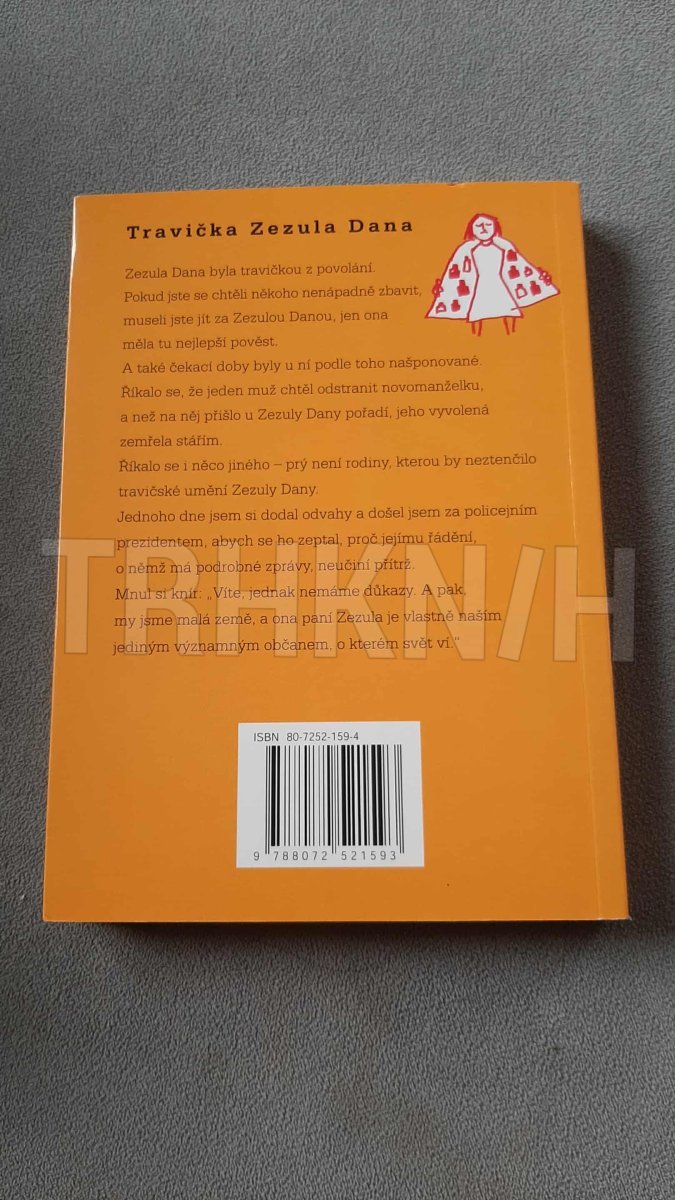 Travička Zezula Dana
Zezula Dana byla travičkou z povolání.
Pokud jste se chtěli někoho nenápadně zbavit,
museli jste jít za Zezulou Danou, jen ona
měla tu nejlepší pověst.
A také čekací doby byly u ní podle toho našponované.
Říkalo se, že jeden muž chtěl odstranit novomanželku,
a než na něj přišlo u Zezuly Dany pořadí, jeho vyvolená
zemřela stářím.
Říkalo se i něco jiného – prý není rodiny, kterou by neztenčilo
travičské umění Zezuly Dany.
Jednoho dne jsem si dodal odvahy a došel jsem za policejním
prezidentem, abych se ho zeptal, proč jejímu řádění,
o němž má podrobné zprávy, neučiní přítrž.
Mnul si knír: „Víte, jednak nemáme důkazy. A pak,
my jsme malá země, a ona paní Zezula je vlastně naším
jediným významným občanem, o kterém svět ví.“
TRHKN/H
ISBN 80-7252-159-4
9 788072 521593